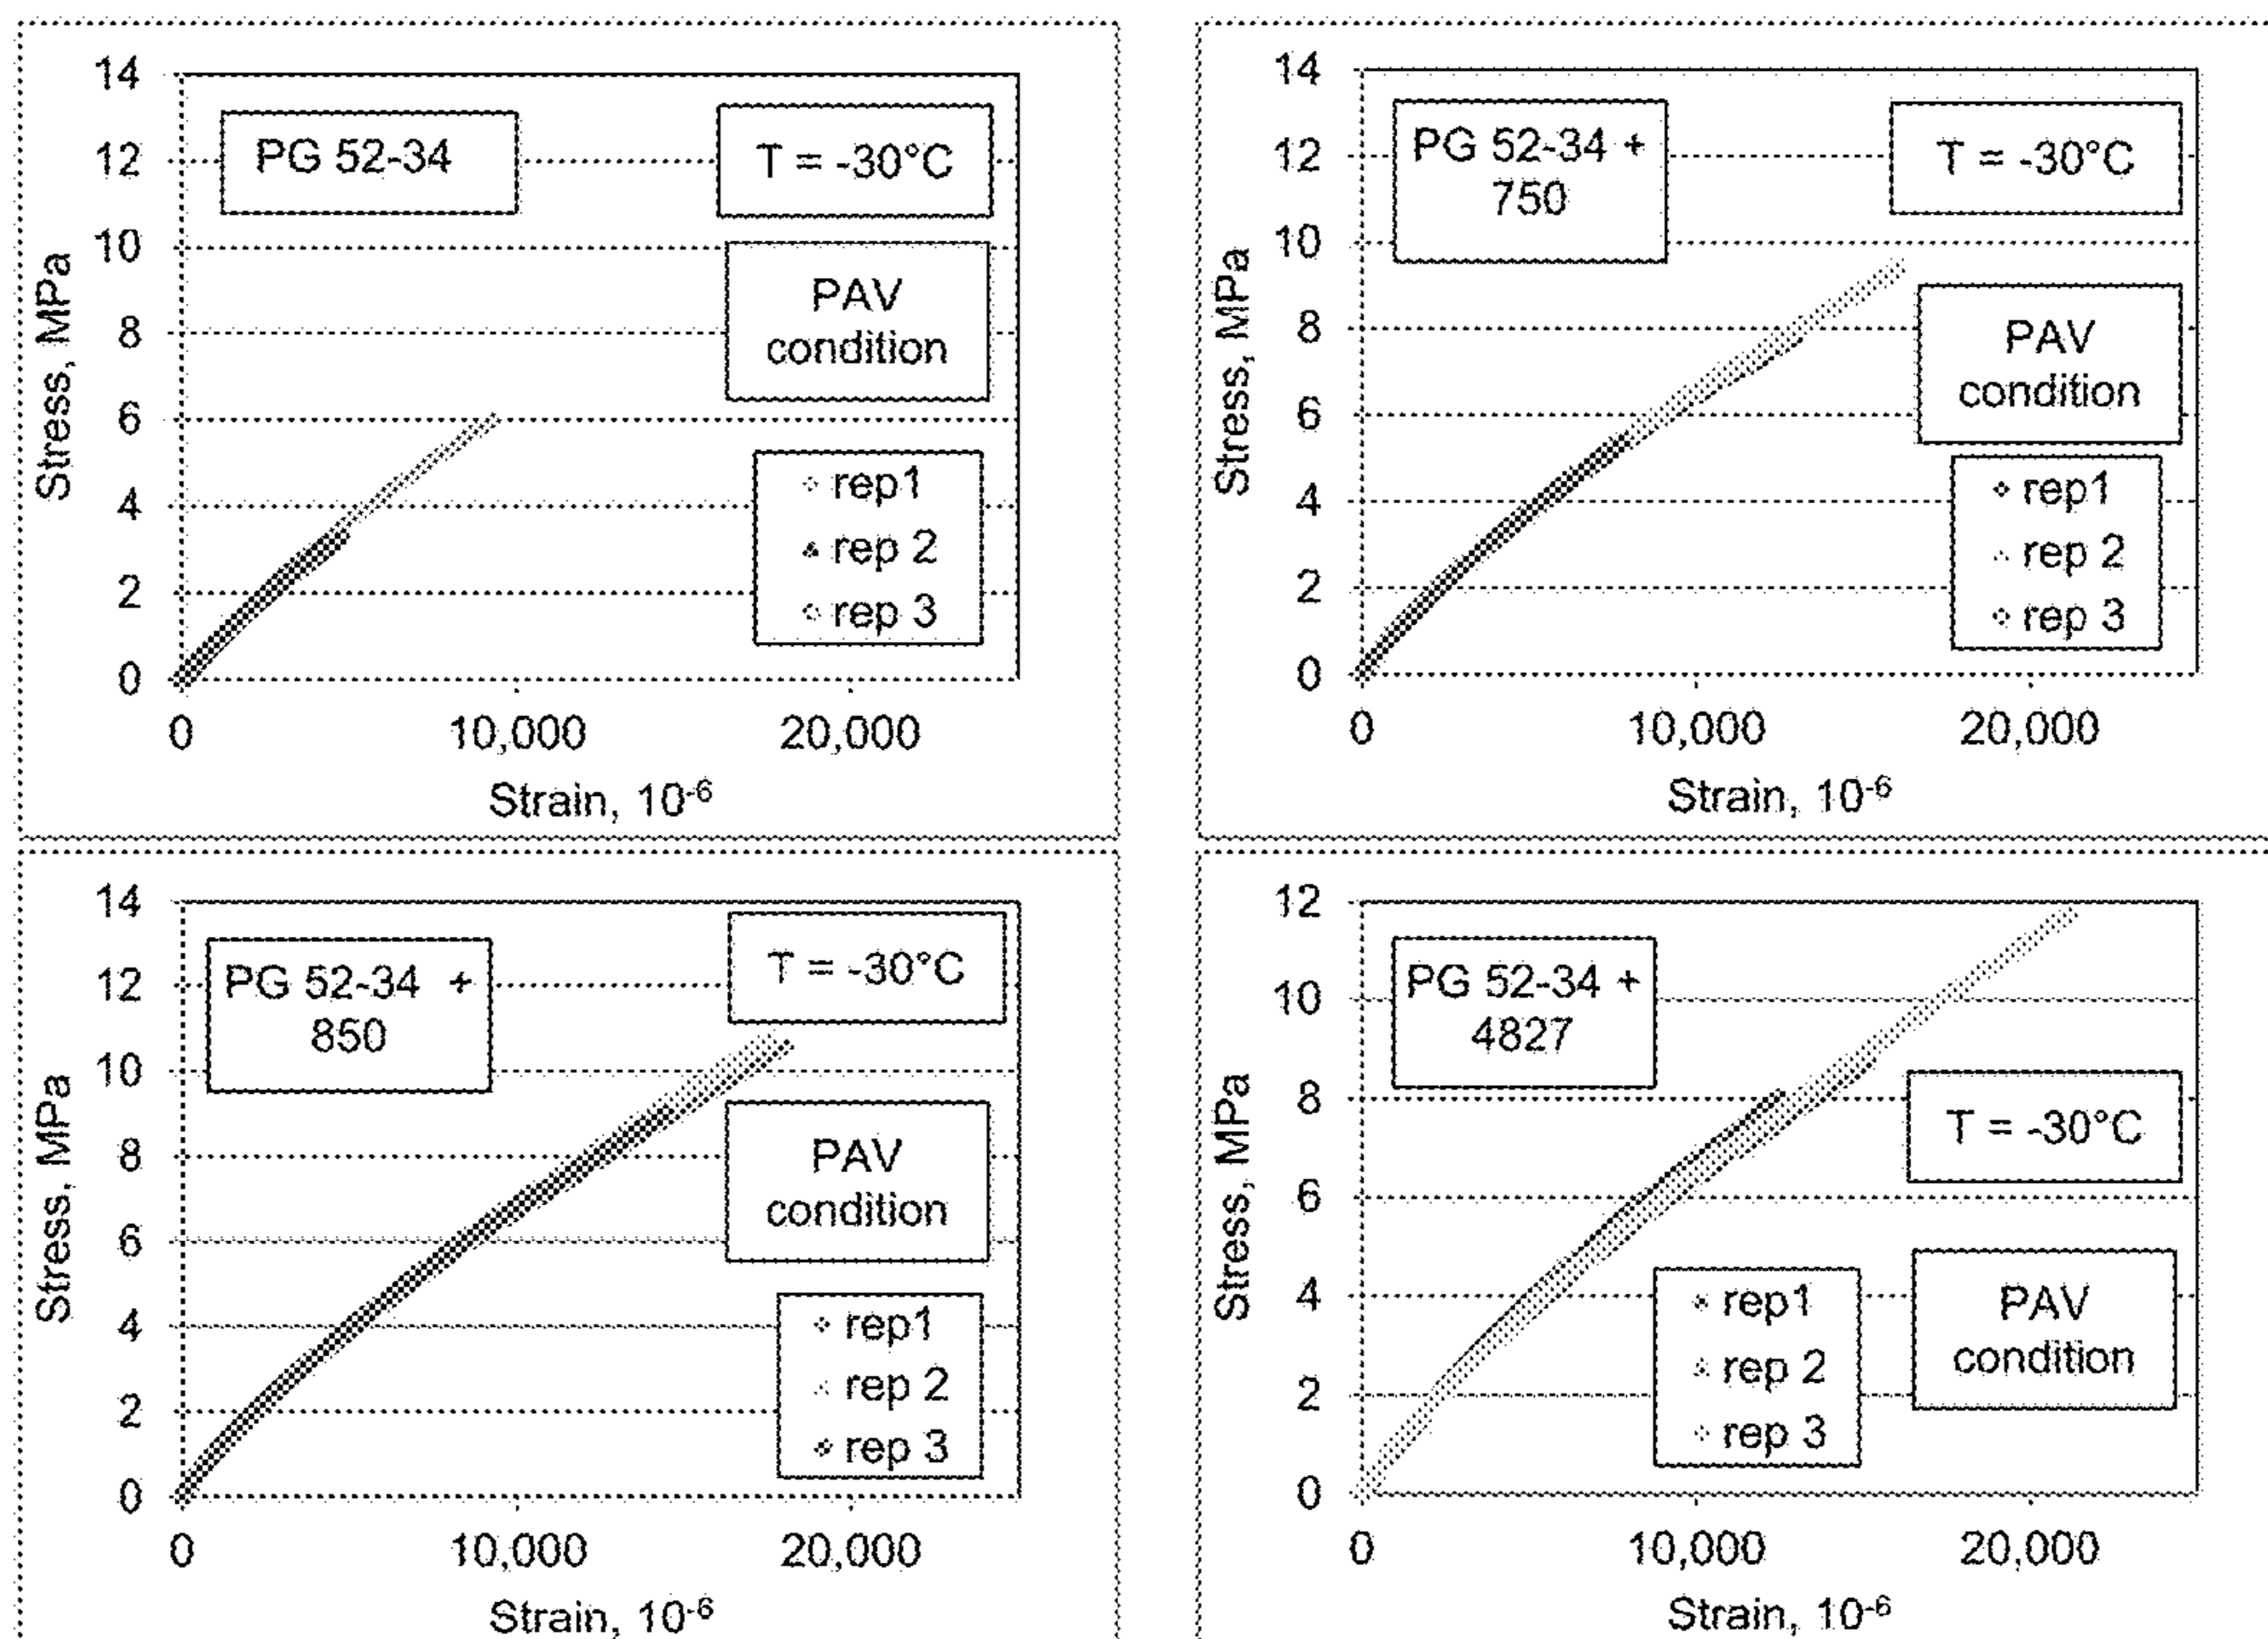 14
12
10
8
6
4
2
0
Stress, MPa
PG 52-34
T = -30°C
PAV
condition
rep1
rep 2
rep 3
0
10,000
20,000
Strain, 10⁻⁶
14
12
10
8
6
4
2
0
Stress, MPa
PG 52-34 +
750
T = -30°C
PAV
condition
rep1
rep 2
rep 3
0
10,000
20,000
Strain, 10⁻⁶
14
12
10
8
6
4
2
0
Stress, MPa
PG 52-34 +
850
T = -30°C
PAV
condition
rep1
rep 2
rep 3
0
10,000
20,000
Strain, 10⁻⁶
12
10
8
6
4
2
0
Stress, MPa
PG 52-34 +
4827
T = -30°C
PAV
condition
rep1
rep 2
rep 3
0
10,000
20,000
Strain, 10⁻⁶